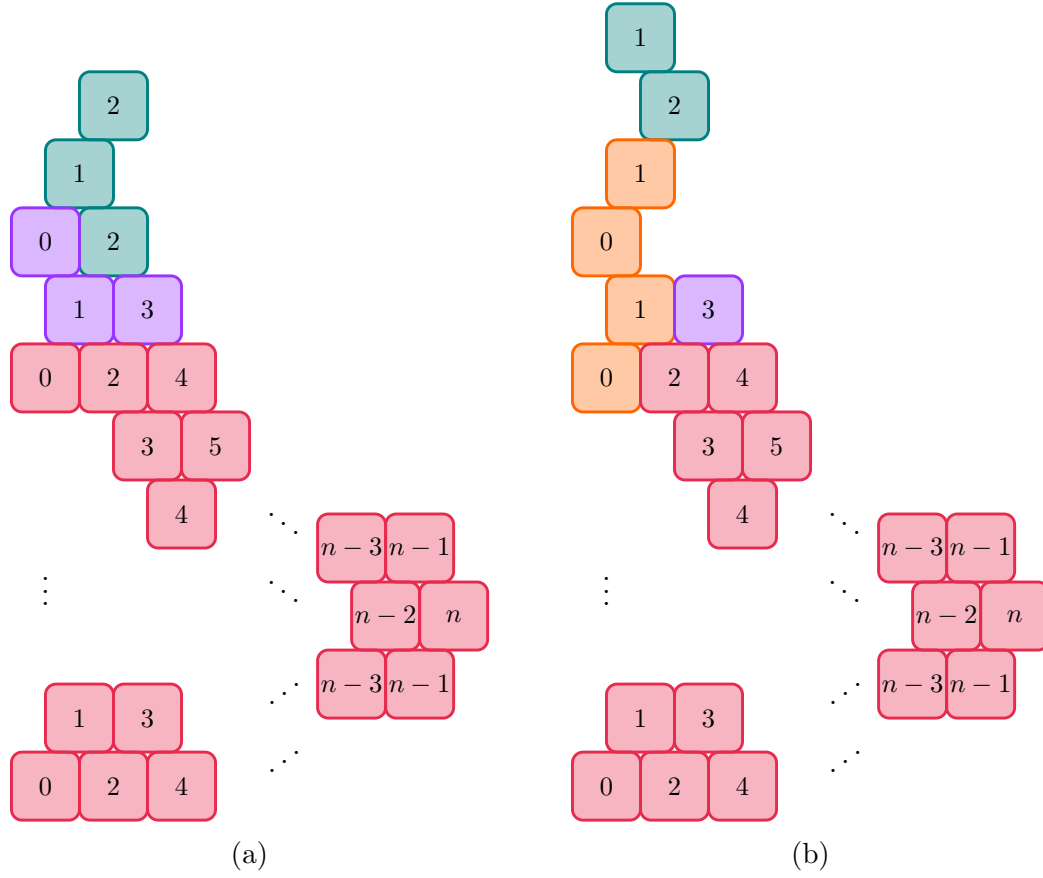 1
2 2
1 1
0 2 0
1 3 1 3
0 2 4 0 2 4
3 5 3 5
4 ⋱ n − 3 n − 1 4 ⋱ n − 3 n − 1
⋮ ⋱ n − 2 n ⋮ ⋱ n − 2 n
1 3 ⋰ n − 3 n − 1 1 3 ⋰ n − 3 n − 1
0 2 4 ⋰ 0 2 4 ⋰
(a) (b)